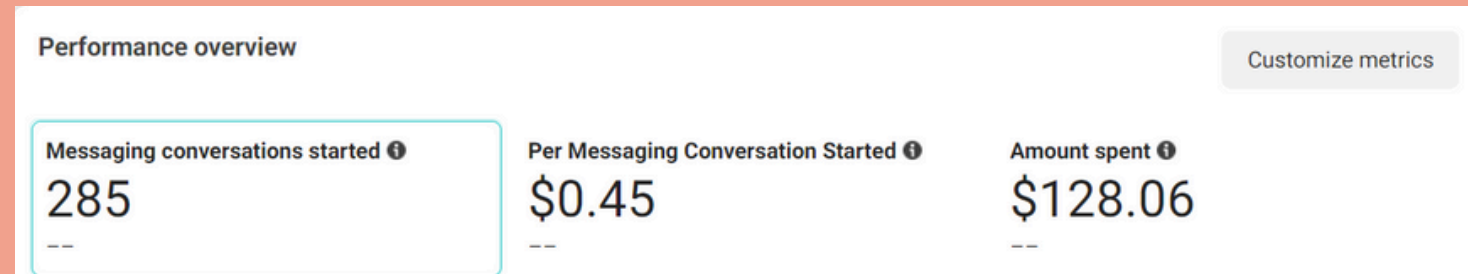 Performance overview
Customize metrics
Messaging conversations started
285
--
Per Messaging Conversation Started
$0.45
--
Amount spent
$128.06
--